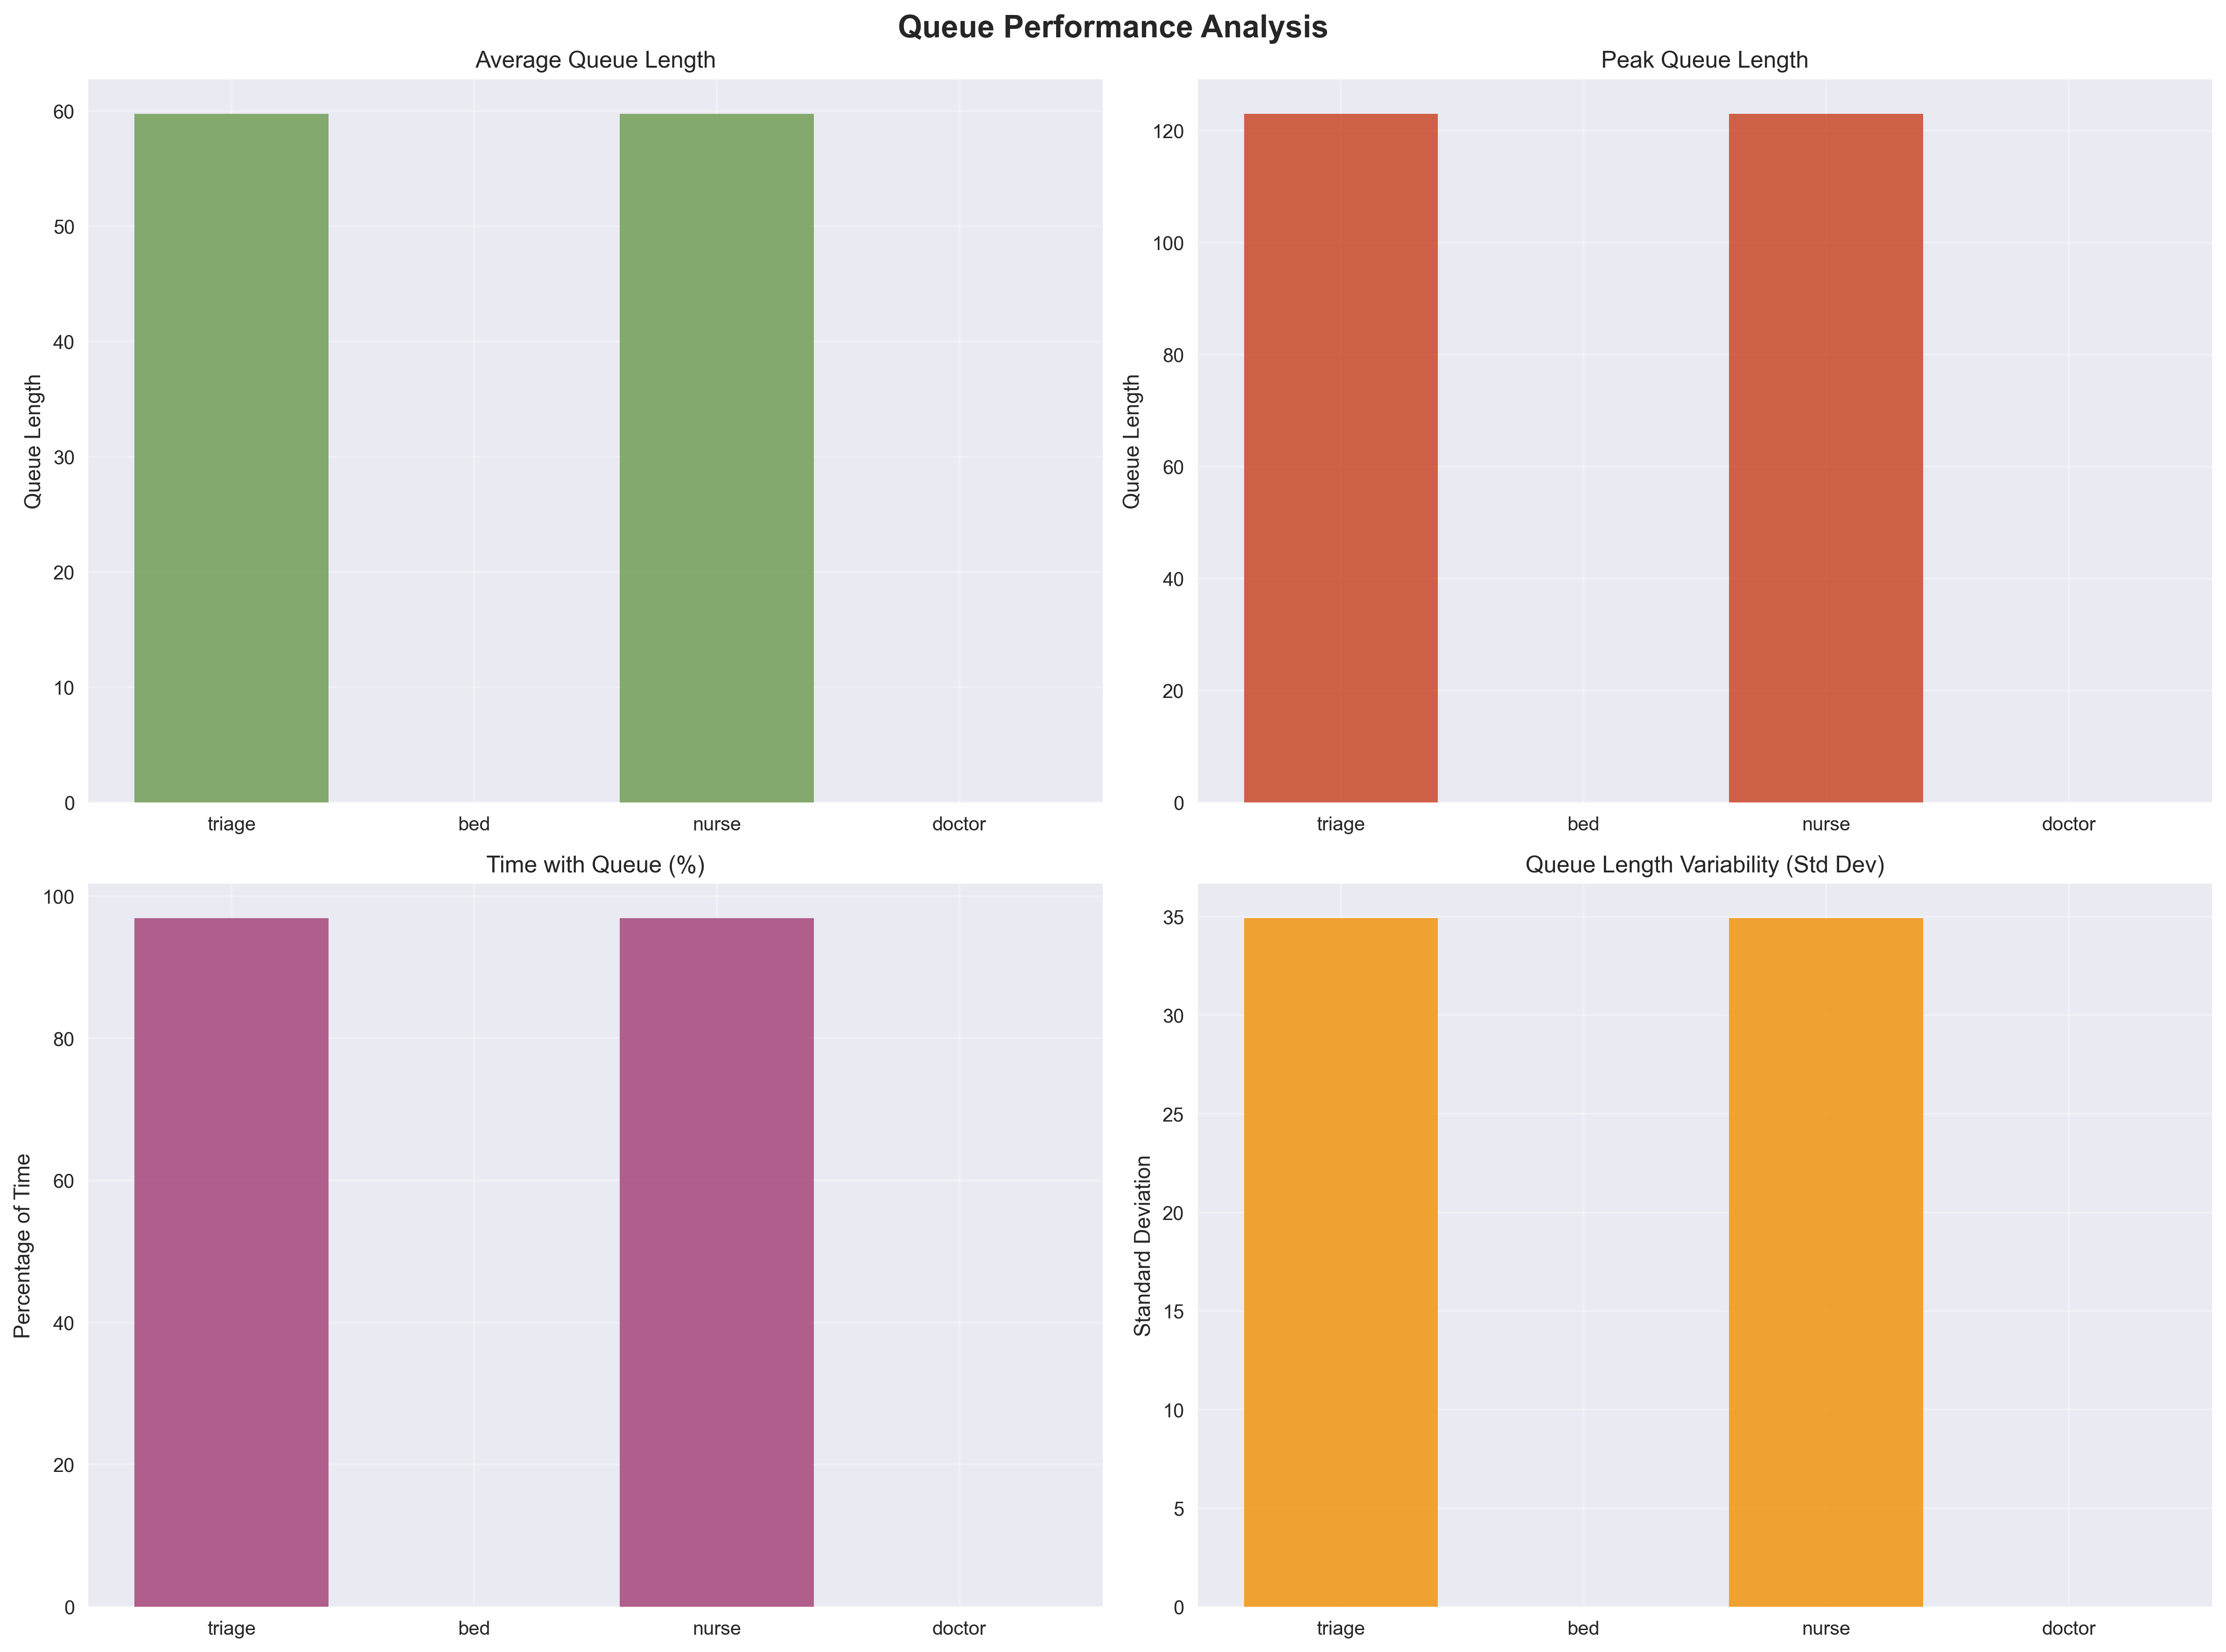 Queue Performance Analysis
Average Queue Length
Queue Length
60
50
40
30
20
10
0
triage bed nurse doctor
Peak Queue Length
Queue Length
120
100
80
60
40
20
0
triage bed nurse doctor
Time with Queue (%)
Percentage of Time
100
80
60
40
20
0
triage bed nurse doctor
Queue Length Variability (Std Dev)
Standard Deviation
35
30
25
20
15
10
5
0
triage bed nurse doctor